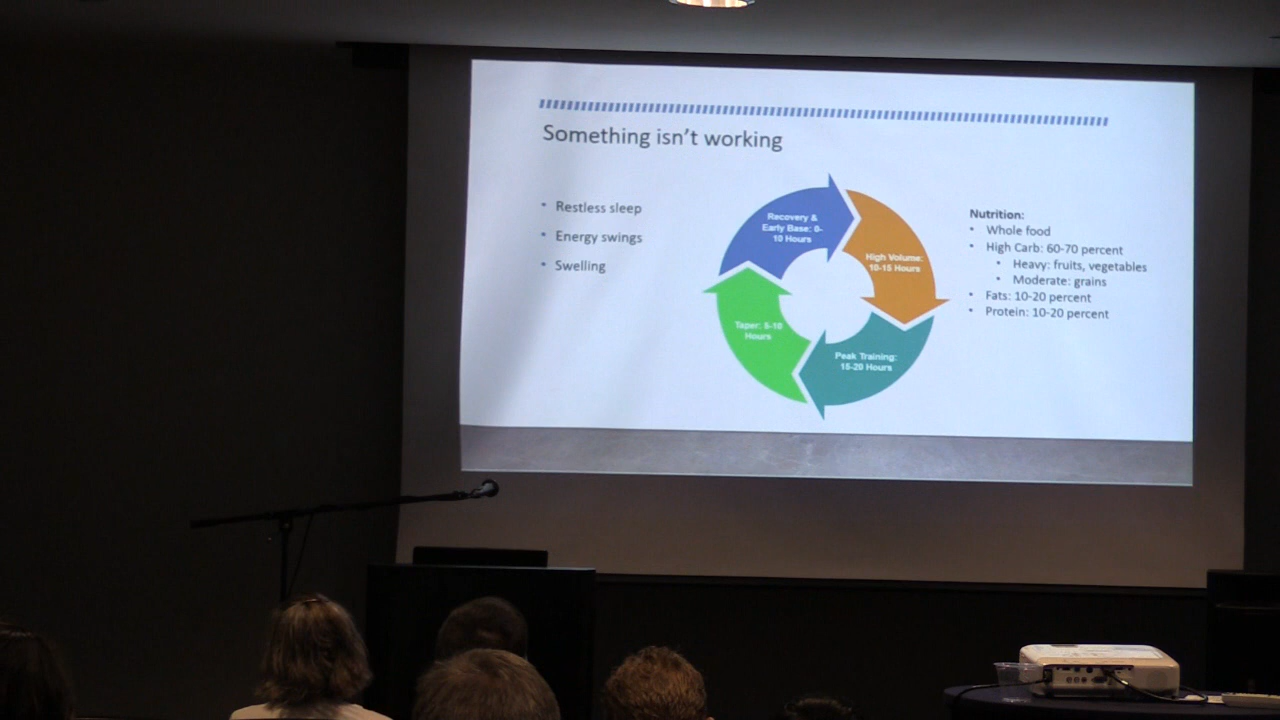 Something isn't working
• Restless sleep
• Energy swings
• Swelling
Recovery &
Early Base: 0-
10 Hours
High Volume:
10-15 Hours
Peak Training:
15-20 Hours
Taper: 5-10
Hours
Nutrition:
• Whole food
• High Carb: 60-70 percent
• Heavy: fruits, vegetables
• Moderate: grains
• Fats: 10-20 percent
• Protein: 10-20 percent